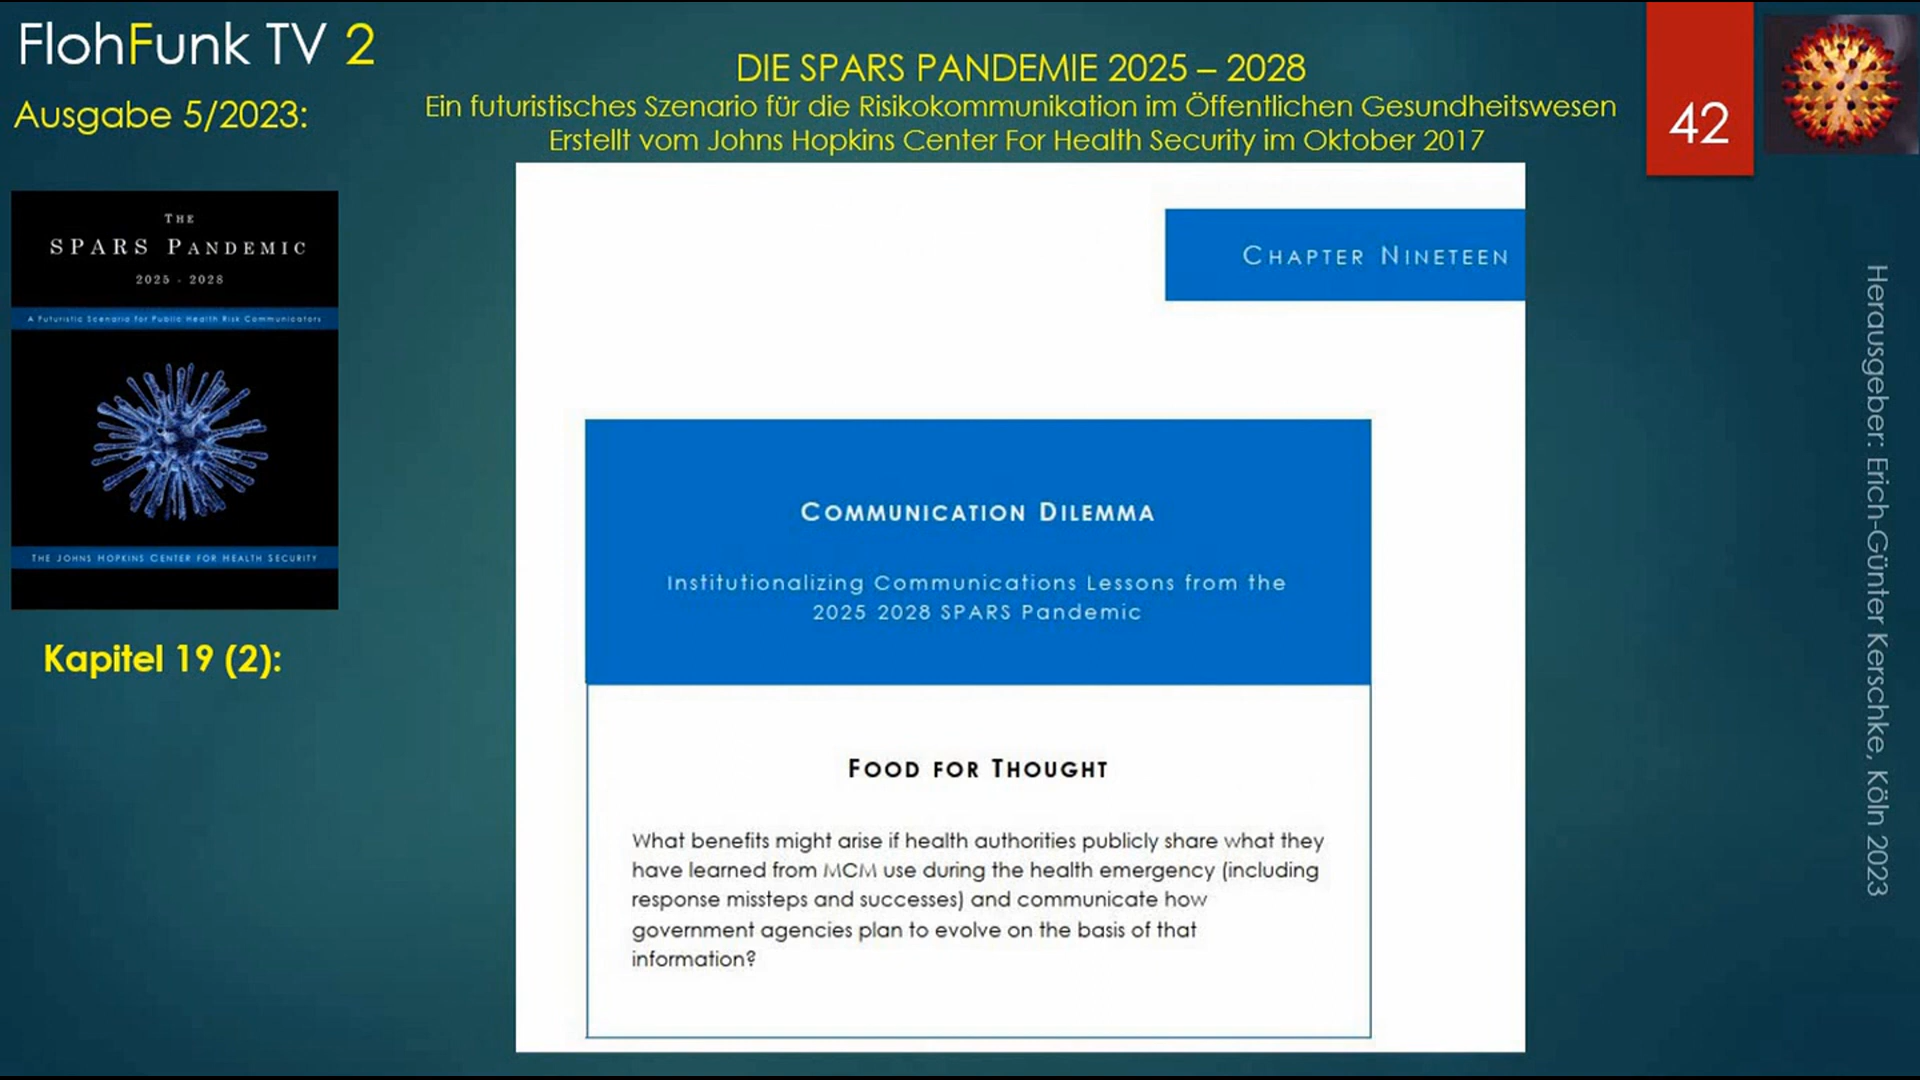 FlohFunk TV 2
Ausgabe 5/2023:
DIE SPARS PANDEMIE 2025 – 2028
Ein futuristisches Szenario für die Risikokommunikation im Öffentlichen Gesundheitswesen
Erstellt vom Johns Hopkins Center For Health Security im Oktober 2017
42
THE
SPARS PANDEMIC
2025 - 2028
A Futuristic Scenario for Public Health Risk Communicators
THE JOHNS HOPKINS CENTER FOR HEALTH SECURITY
Kapitel 19 (2):
CHAPTER NINETEEN
COMMUNICATION DILEMMA
Institutionalizing Communications Lessons from the
2025 2028 SPARS Pandemic
FOOD FOR THOUGHT
What benefits might arise if health authorities publicly share what they
have learned from MCM use during the health emergency (including
response missteps and successes) and communicate how
government agencies plan to evolve on the basis of that
information?
Herausgeber: Erich-Günter Kerschke, Köln 2023